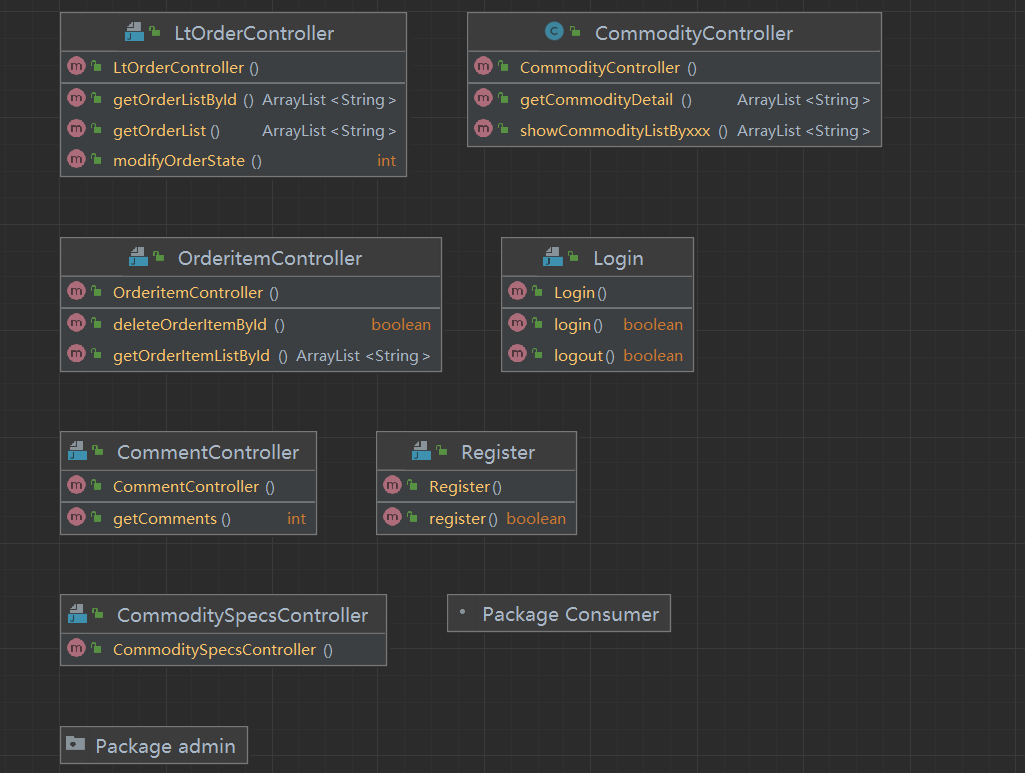 LtOrderController
m LtOrderController ()
m getOrderListById () ArrayList <String>
m getOrderList () ArrayList <String>
m modifyOrderState () int
C CommodityController
m CommodityController ()
m getCommodityDetail () ArrayList <String>
m showCommodityListByxxx () ArrayList <String>
OrderitemController
m OrderitemController ()
m deleteOrderItemById () boolean
m getOrderItemListById () ArrayList <String>
Login
m Login()
m login() boolean
m logout() boolean
CommentController
m CommentController ()
m getComments () int
Register
m Register()
m register() boolean
CommoditySpecsController
m CommoditySpecsController ()
Package Consumer
Package admin